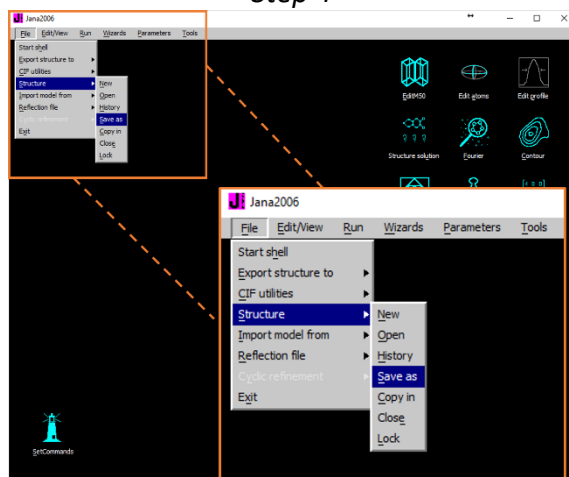 Jana2006
File Edit/View Run Wizards Parameters Tools
Start shell
Export structure to
CIF utilities
Structure
Import model from
Reflection file
Cyclic refinement
Exit
New
Open
History
Save as
Copy in
Close
Lock
EditM50 Edit atoms Edit profile
Structure solution Fourier Contour
SetCommands
Jana2006
File Edit/View Run Wizards Parameters Tools
Start shell
Export structure to
CIF utilities
Structure
Import model from
Reflection file
Cyclic refinement
Exit
New
Open
History
Save as
Copy in
Close
Lock